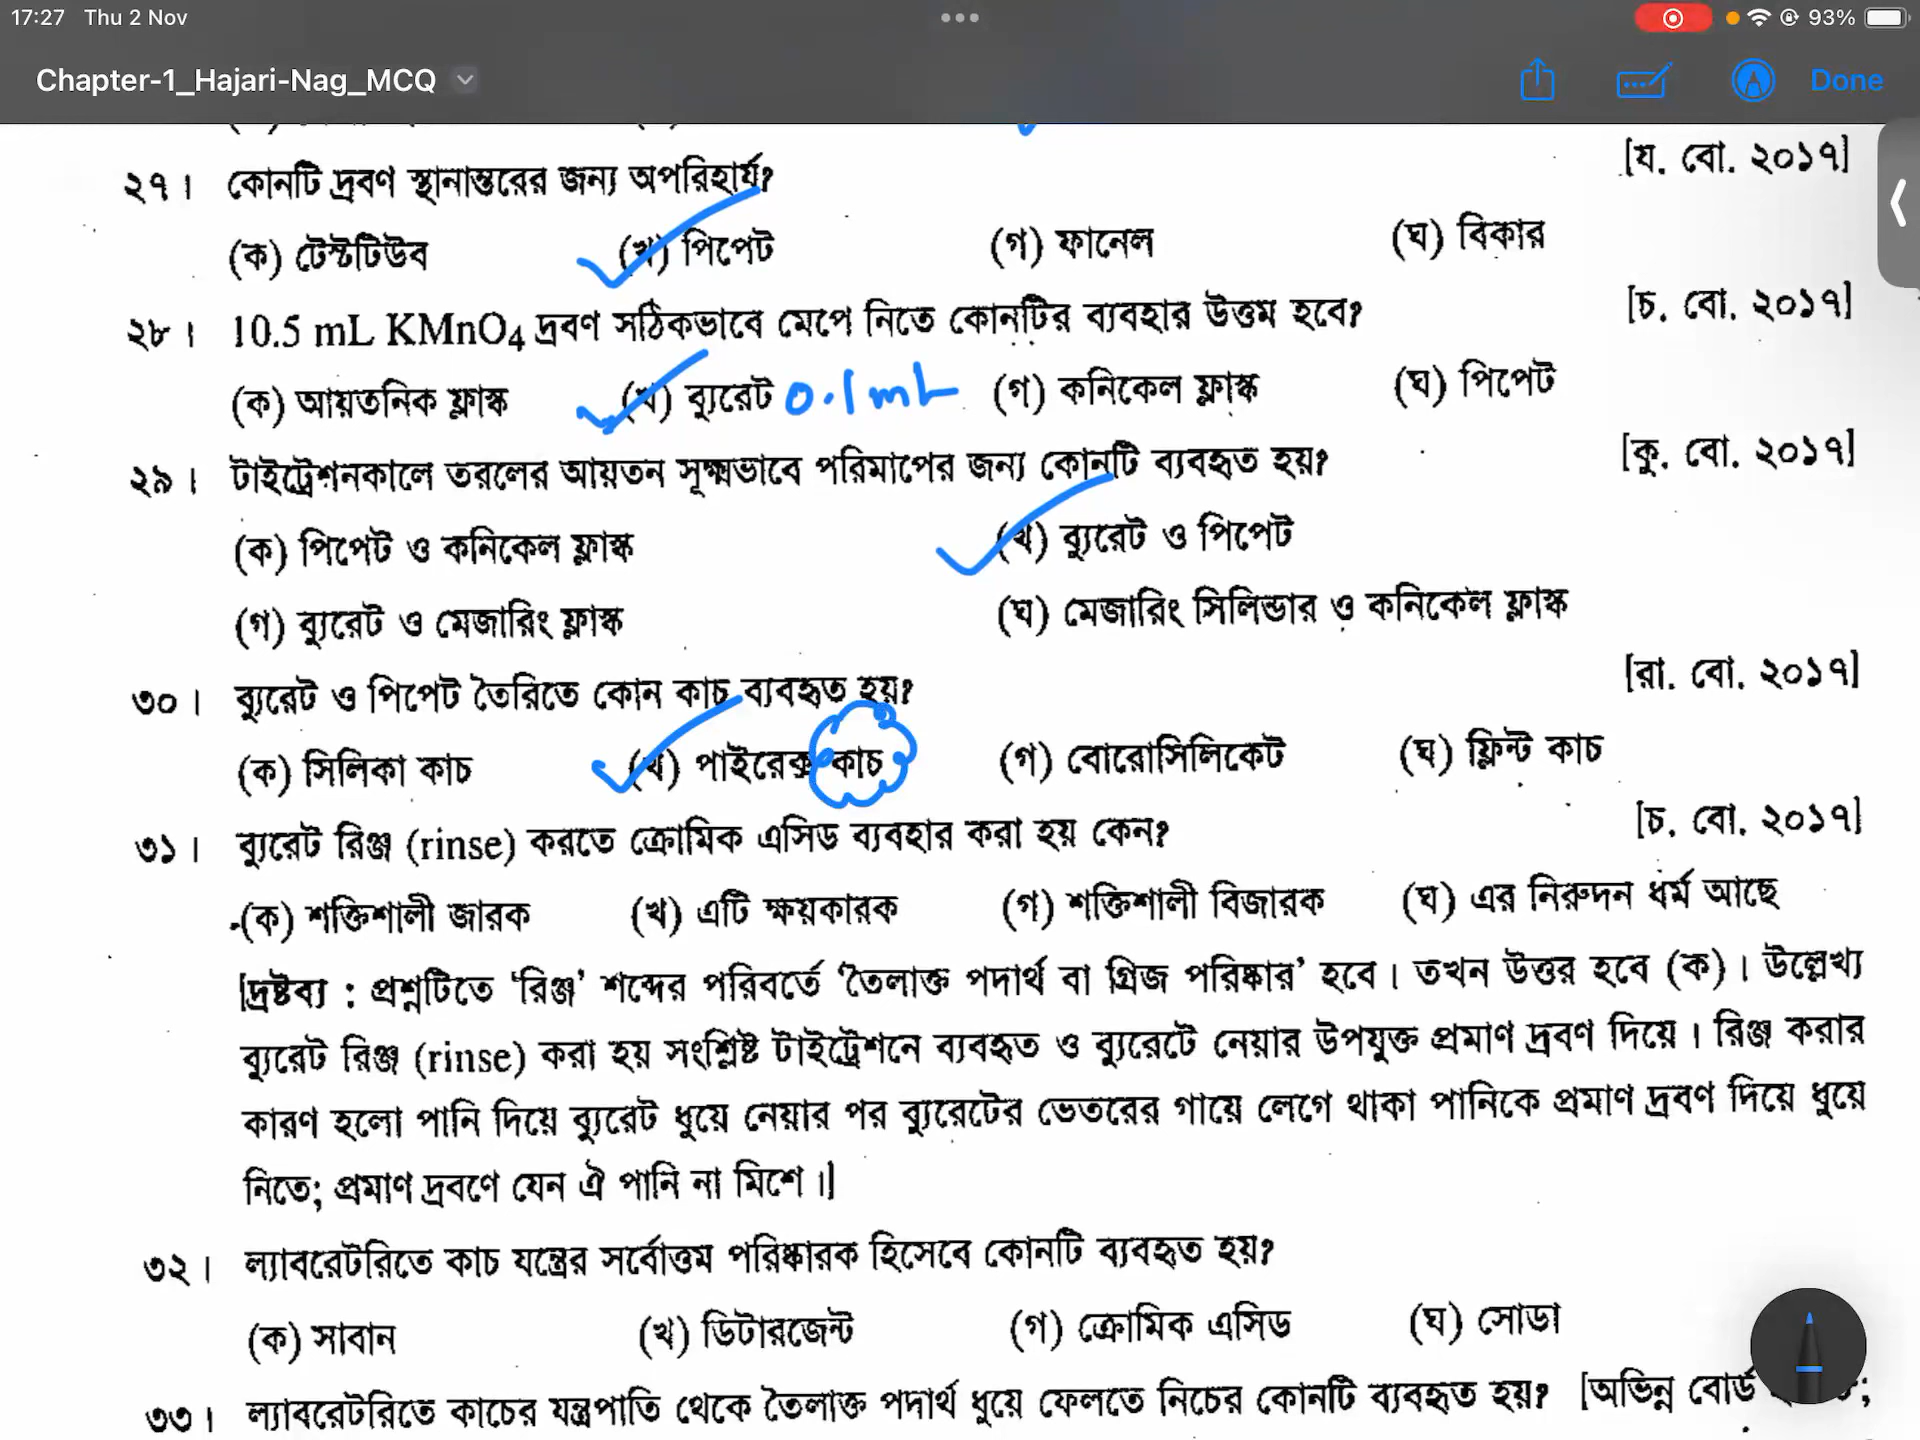 17:27 Thu 2 Nov
93%
Chapter-1_Hajari-Nag_MCQ
Done
২৭। কোনটি দ্রবণ স্থানান্তরের জন্য অপরিহার্য? [য. বো. ২০১৭]
(ক) টেস্টটিউব (খ) পিপেট (গ) ফানেল (ঘ) বিকার
২৮। 10.5 mL KMnO4 দ্রবণ সঠিকভাবে মেপে নিতে কোনটির ব্যবহার উত্তম হবে? [চ. বো. ২০১৭]
(ক) আয়তনিক ফ্লাস্ক (খ) ব্যুরেট 0.1mL (গ) কনিকেল ফ্লাস্ক (ঘ) পিপেট
২৯। টাইট্রেশনকালে তরলের আয়তন সূক্ষ্মভাবে পরিমাপের জন্য কোনটি ব্যবহৃত হয়? [কু. বো. ২০১৭]
(ক) পিপেট ও কনিকেল ফ্লাস্ক (খ) ব্যুরেট ও পিপেট
(গ) ব্যুরেট ও মেজারিং ফ্লাস্ক (ঘ) মেজারিং সিলিন্ডার ও কনিকেল ফ্লাস্ক
৩০। ব্যুরেট ও পিপেট তৈরিতে কোন কাচ ব্যবহৃত হয়? [রা. বো. ২০১৭]
(ক) সিলিকা কাচ (খ) পাইরেক্স কাচ (গ) বোরোসিলিকেট (ঘ) ফ্লিন্ট কাচ
৩১। ব্যুরেট রিঞ্জ (rinse) করতে ক্রোমিক এসিড ব্যবহার করা হয় কেন? [চ. বো. ২০১৭]
(ক) শক্তিশালী জারক (খ) এটি ক্ষয়কারক (গ) শক্তিশালী বিজারক (ঘ) এর নিরুদন ধর্ম আছে
[দ্রষ্টব্য : প্রশ্নটিতে ‘রিঞ্জ’ শব্দের পরিবর্তে ‘তৈলাক্ত পদার্থ বা গ্রিজ পরিষ্কার’ হবে। তখন উত্তর হবে (ক)। উল্লেখ্য
ব্যুরেট রিঞ্জ (rinse) করা হয় সংশ্লিষ্ট টাইট্রেশনে ব্যবহৃত ও ব্যুরেটে নেয়ার উপযুক্ত প্রমাণ দ্রবণ দিয়ে। রিঞ্জ করার
কারণ হলো পানি দিয়ে ব্যুরেট ধুয়ে নেয়ার পর ব্যুরেটের ভেতরের গায়ে লেগে থাকা পানিকে প্রমাণ দ্রবণ দিয়ে ধুয়ে
নিতে; প্রমাণ দ্রবণে যেন ঐ পানি না মিশে।]
৩২। ল্যাবরেটরিতে কাচ যন্ত্রের সর্বোত্তম পরিষ্কারক হিসেবে কোনটি ব্যবহৃত হয়?
(ক) সাবান (খ) ডিটারজেন্ট (গ) ক্রোমিক এসিড (ঘ) সোডা
৩৩। ল্যাবরেটরিতে কাচের যন্ত্রপাতি থেকে তৈলাক্ত পদার্থ ধুয়ে ফেলতে নিচের কোনটি ব্যবহৃত হয়? [অভিন্ন বোর্ড